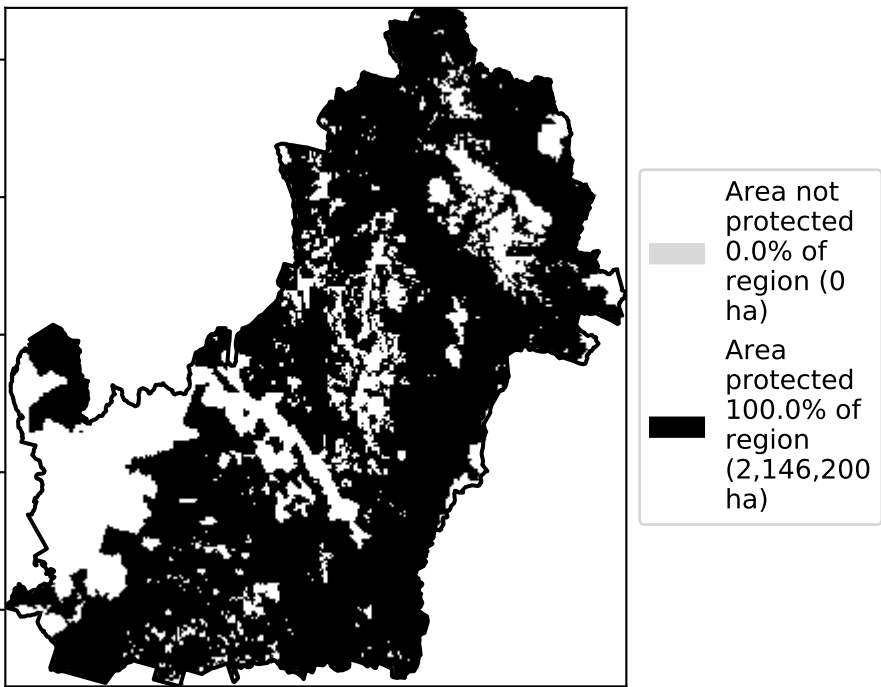 Area not
protected
0.0% of
region (0
ha)
Area
protected
100.0% of
region
(2,146,200
ha)